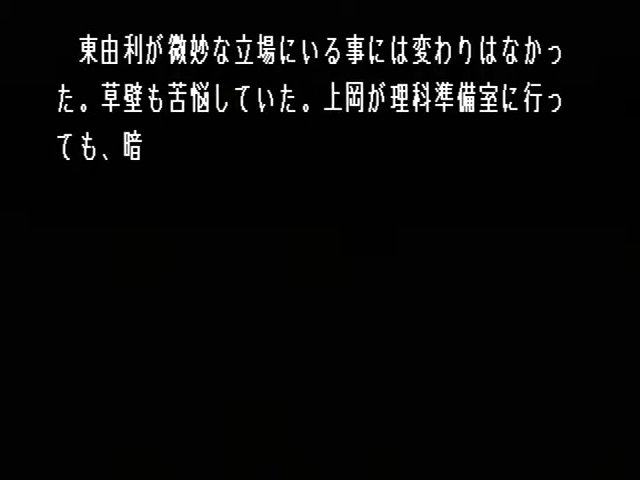 東由利が微妙な立場にいる事には変わりはなかっ
た。草壁も苦悩していた。上岡が理科準備室に行っ
ても、暗